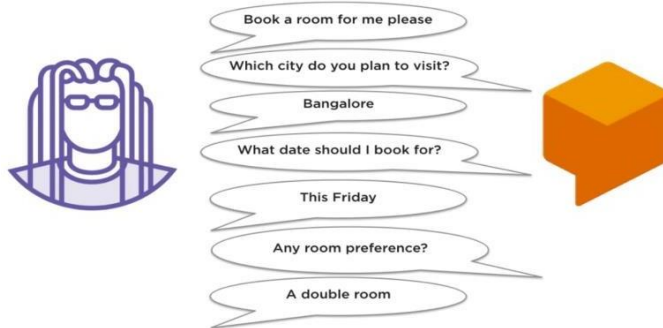 Book a room for me please
Which city do you plan to visit?
Bangalore
What date should I book for?
This Friday
Any room preference?
A double room